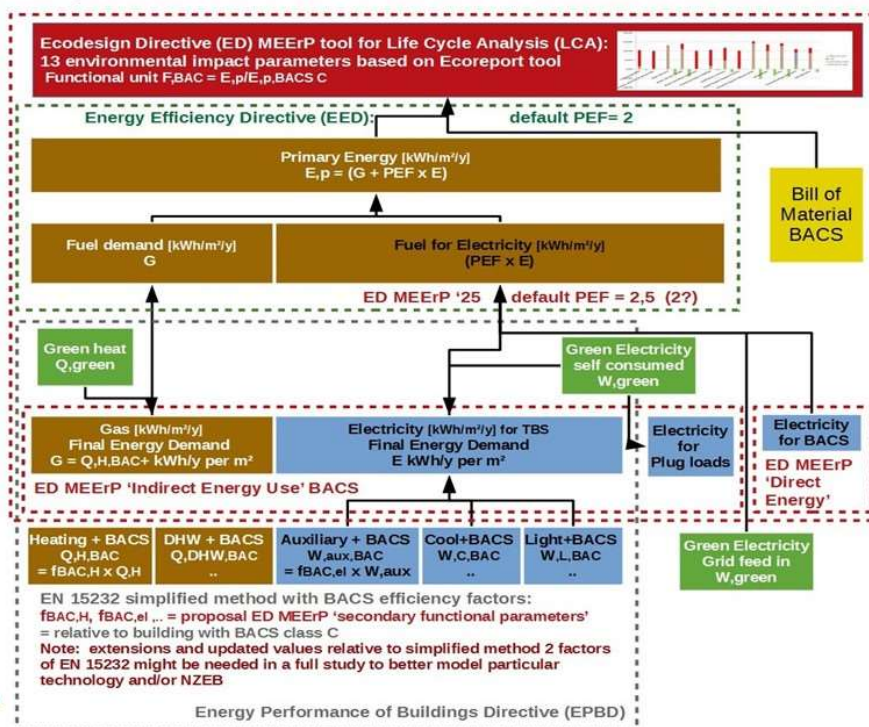 Ecodesign Directive (ED) MEErP tool for Life Cycle Analysis (LCA):
13 environmental impact parameters based on Ecoreport tool
Functional unit F,BAC = E,p/E,p,BACS C
Energy Efficiency Directive (EED): default PEF= 2
Primary Energy [kWh/m²/y]
E,p = (G + PEF x E)
Bill of
Material
BACS
Fuel demand [kWh/m²/y]
G
Fuel for Electricity [kWh/m²/y]
(PEF x E)
ED MEErP ‘25 default PEF = 2,5 (2?)
Green heat
Q,green
Green Electricity
self consumed
W,green
Gas [kWh/m²/y]
Final Energy Demand
G = Q,H,BAC+ kWh/y per m²
Electricity [kWh/m²/y] for TBS
Final Energy Demand
E kWh/y per m²
Electricity
for
Plug loads
Electricity
for BACS
ED MEErP
‘Direct
Energy’
ED MEErP ‘Indirect Energy Use’ BACS
Heating + BACS
Q,H,BAC
= fBAC,H x Q,H
DHW + BACS
Q,DHW,BAC
..
Auxiliary + BACS
W,aux,BAC
= fBAC,el x W,aux
Cool+BACS
W,C,BAC
..
Light+BACS
W,L,BAC
..
Green Electricity
Grid feed in
W,green
EN 15232 simplified method with BACS efficiency factors:
fBAC,H, fBAC,el ,.. = proposal ED MEErP ‘secondary functional parameters’
= relative to building with BACS class C
Note: extensions and updated values relative to simplified method 2 factors
of EN 15232 might be needed in a full study to better model particular
technology and/or NZEB
Energy Performance of Buildings Directive (EPBD)